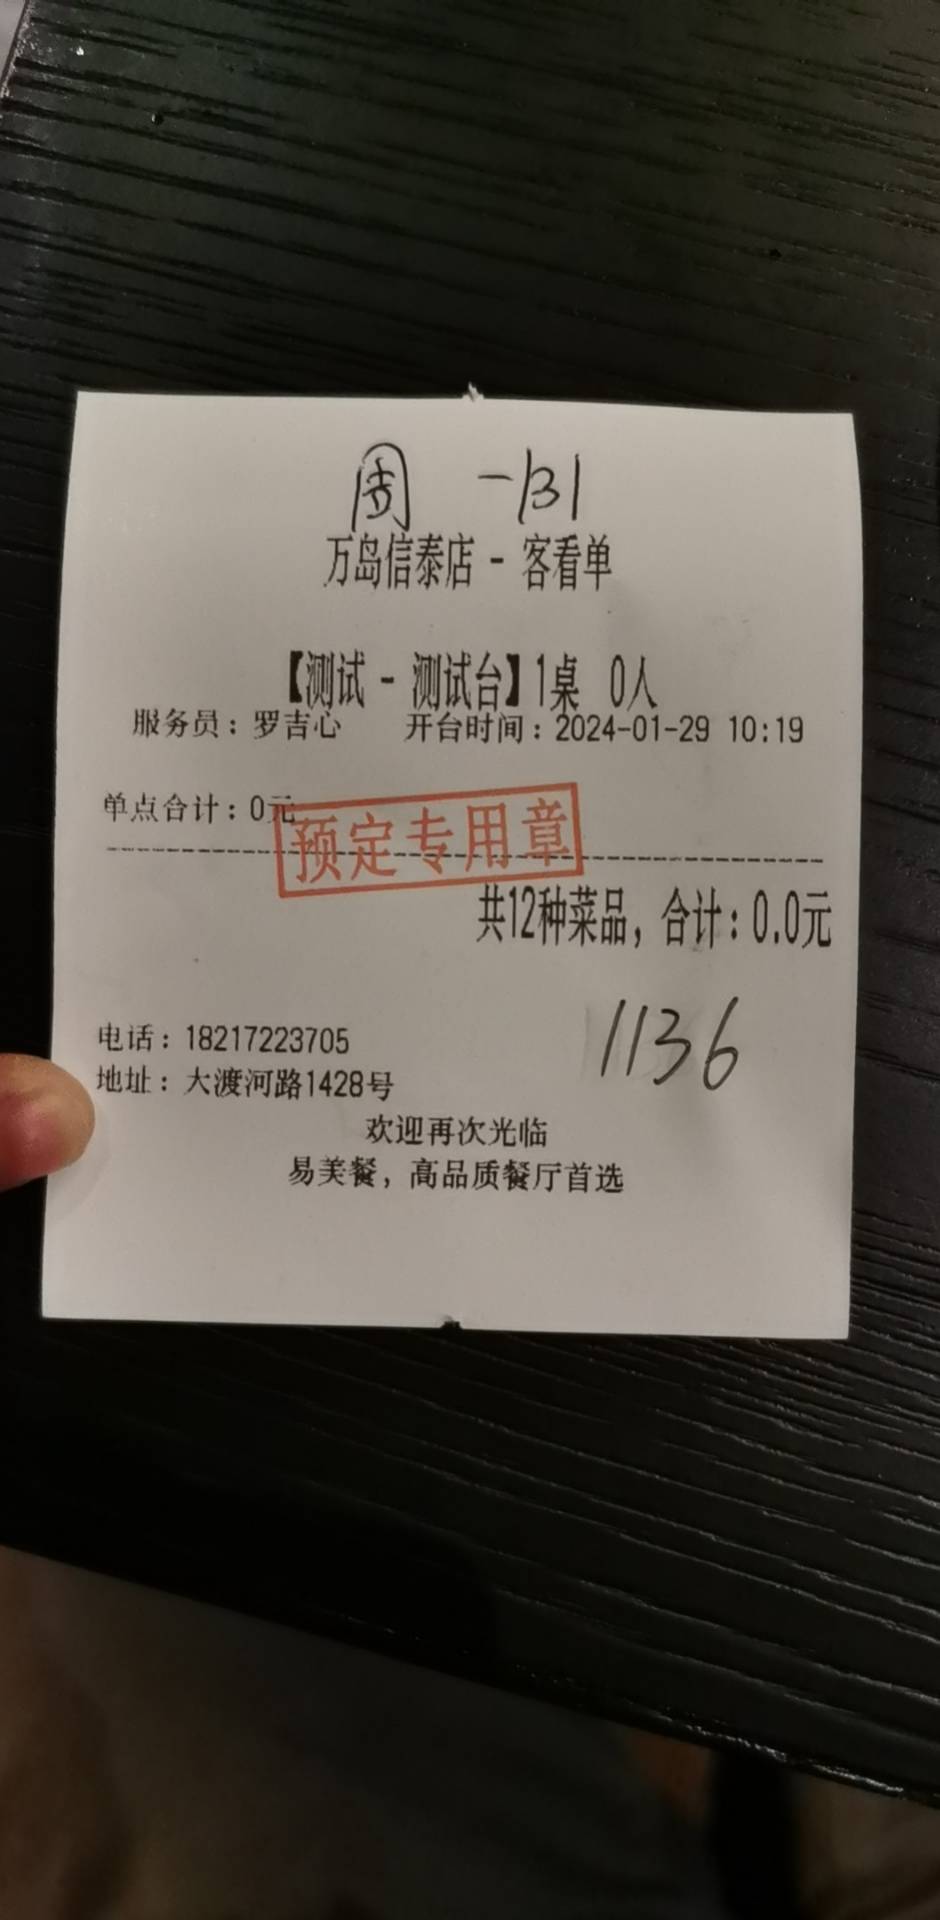 周 -131
万岛信泰店 - 客看单
【测试 - 测试台】1桌 0人
服务员：罗吉心 开台时间：2024-01-29 10:19
单点合计：0元
预定专用章
共12种菜品，合计：0.0元
1136
电话：18217223705
地址：大渡河路1428号
欢迎再次光临
易美餐，高品质餐厅首选